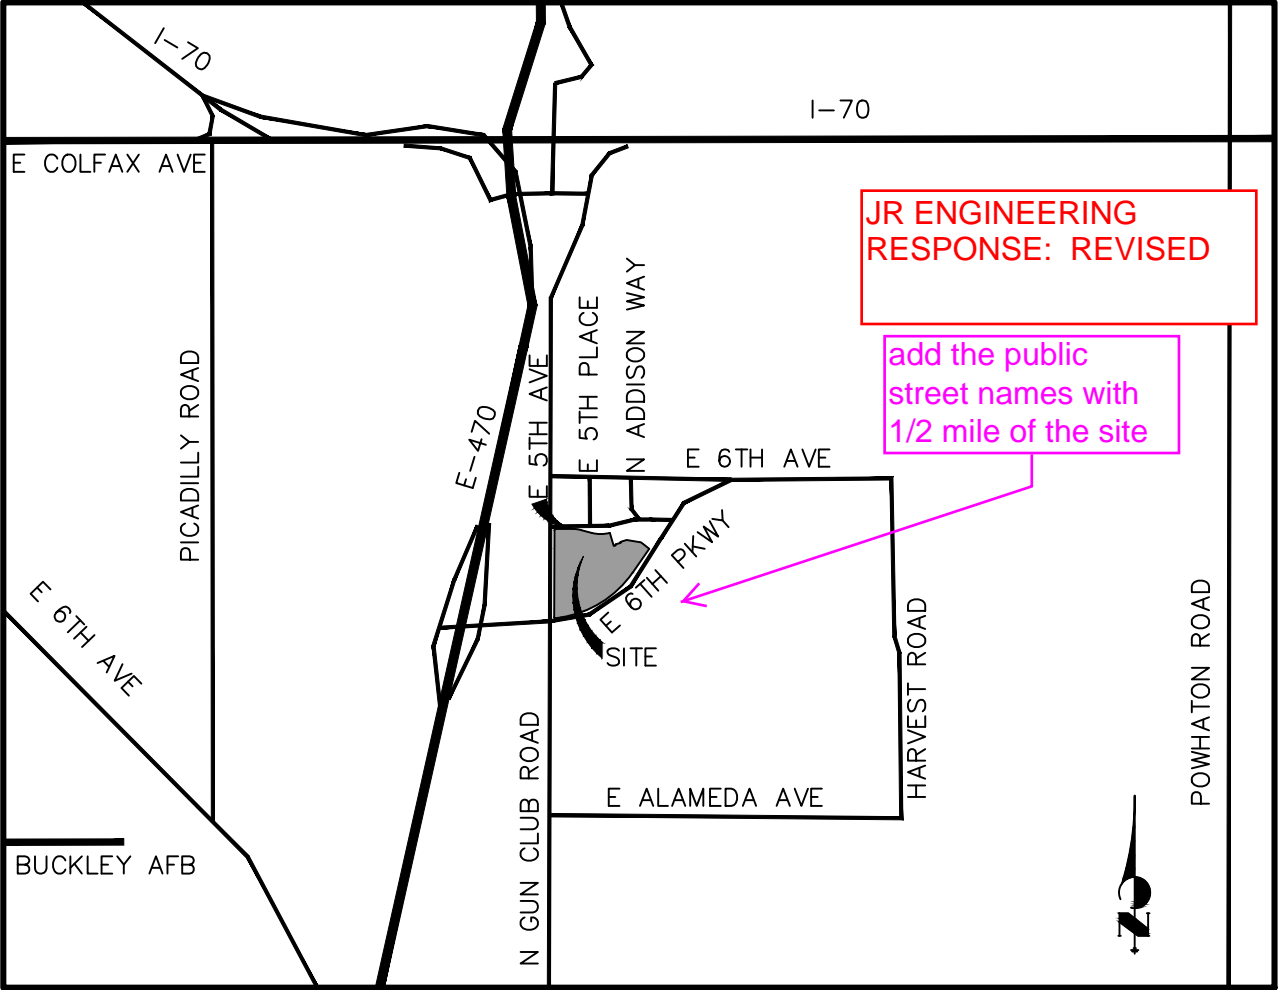 I-70
I-70
E COLFAX AVE
JR ENGINEERING
RESPONSE: REVISED
add the public
street names with
1/2 mile of the site
PICADILLY ROAD
E-470
E 5TH AVE
E 5TH PLACE
N ADDISON WAY
E 6TH AVE
E 6TH PKWY
SITE
E 6TH AVE
HARVEST ROAD
POWHATON ROAD
N GUN CLUB ROAD
E ALAMEDA AVE
BUCKLEY AFB
N